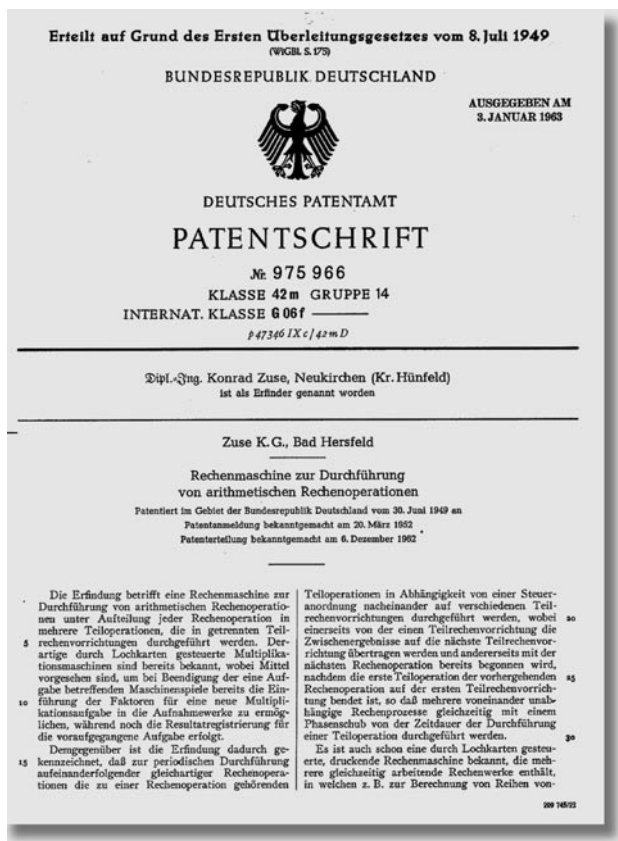 Erteilt auf Grund des Ersten Überleitungsgesetzes vom 8. Juli 1949
(WiGBl. S. 175)
BUNDESREPUBLIK DEUTSCHLAND
AUSGEGEBEN AM
3. JANUAR 1963
DEUTSCHES PATENTAMT
PATENTSCHRIFT
№ 975 966
KLASSE 42m GRUPPE 14
INTERNAT. KLASSE G 06f
p 47346 IX c / 42 m D
Dipl.-Ing. Konrad Zuse, Neukirchen (Kr. Hünfeld)
ist als Erfinder genannt worden
Zuse K.G., Bad Hersfeld
Rechenmaschine zur Durchführung
von arithmetischen Rechenoperationen
Patentiert im Gebiet der Bundesrepublik Deutschland vom 30. Juni 1949 an
Patentanmeldung bekanntgemacht am 20. März 1952
Patenterteilung bekanntgemacht am 6. Dezember 1962
Die Erfindung betrifft eine Rechenmaschine zur
Durchführung von arithmetischen Rechenoperatio-
nen unter Aufteilung jeder Rechenoperation in
mehrere Teiloperationen, die in getrennten Teil-
5 rechenvorrichtungen durchgeführt werden. Der-
artige durch Lochkarten gesteuerte Multiplika-
tionsmaschinen sind bereits bekannt, wobei Mittel
vorgesehen sind, um bei Beendigung der eine Auf-
gabe betreffenden Maschinenspiele bereits die Ein-
10 führung der Faktoren für eine neue Multipli-
kationsaufgabe in die Aufnahmewerke zu ermög-
lichen, während noch die Resultatregistrierung für
die voraufgegangene Aufgabe erfolgt.
Demgegenüber ist die Erfindung dadurch ge-
15 kennzeichnet, daß zur periodischen Durchführung
aufeinanderfolgender gleichartiger Rechenopera-
tionen die zu einer Rechenoperation gehörenden
Teiloperationen in Abhängigkeit von einer Steuer-
anordnung nacheinander auf verschiedenen Teil-
rechenvorrichtungen durchgeführt werden, wobei 20
einerseits von der einen Teilrechenvorrichtung die
Zwischenergebnisse auf die nächste Teilrechenvor-
richtung übertragen werden und andererseits mit der
nächsten Rechenoperation bereits begonnen wird,
nachdem die erste Teiloperation der vorhergehenden 25
Rechenoperation auf der ersten Teilrechenvorrich-
tung bendet ist, so daß mehrere voneinander unab-
hängige Rechenprozesse gleichzeitig mit einem
Phasenschub von der Zeitdauer der Durchführung
einer Teiloperation durchgeführt werden. 30
Es ist auch schon eine durch Lochkarten gesteu-
erte, druckende Rechenmaschine bekannt, die meh-
rere gleichzeitig arbeitende Rechenwerke enthält,
in welchen z. B. zur Berechnung von Reihen von-
209 748/23